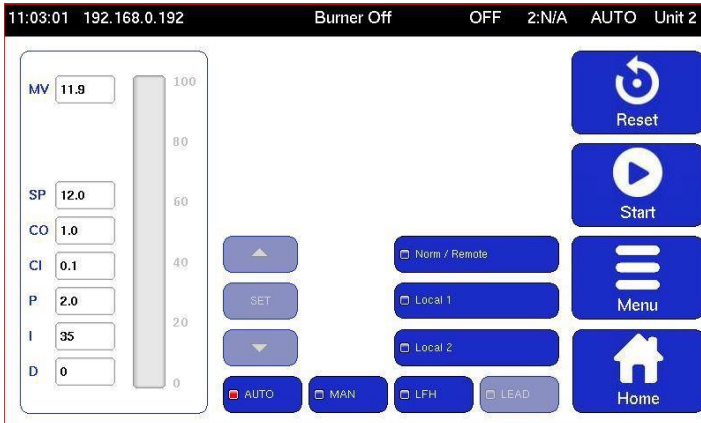 11:03:01 192.168.0.192 Burner Off OFF 2:N/A AUTO Unit 2
MV 11.9
100
80
60
40
20
0
SP 12.0
CO 1.0
CI 0.1
P 2.0
I 35
D 0
SET
Norm / Remote
Local 1
Local 2
AUTO MAN LFH LEAD
Reset
Start
Menu
Home